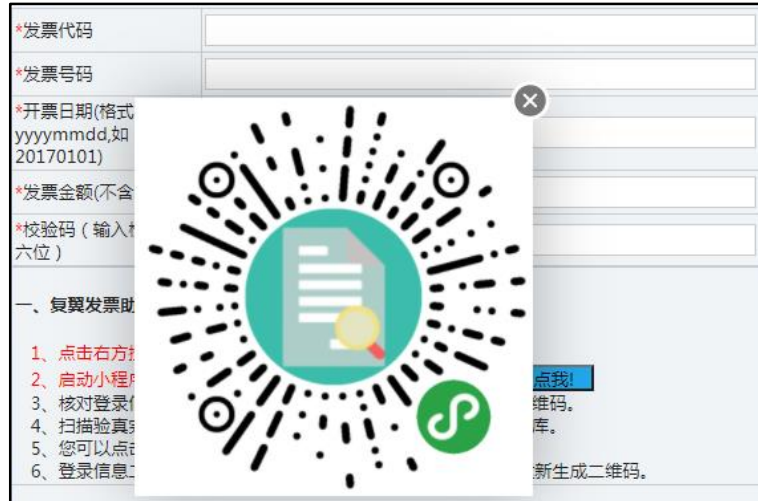 *发票代码
*发票号码
*开票日期(格式
yyyymmdd,如
20170101)
*发票金额(不含
*校验码（输入
六位）
一、复翼发票助
1、点击右方
2、启动小程
点我!
3、核对登录
维码。
4、扫描验真
库。
5、您可以点
6、登录信息
新生成二维码。